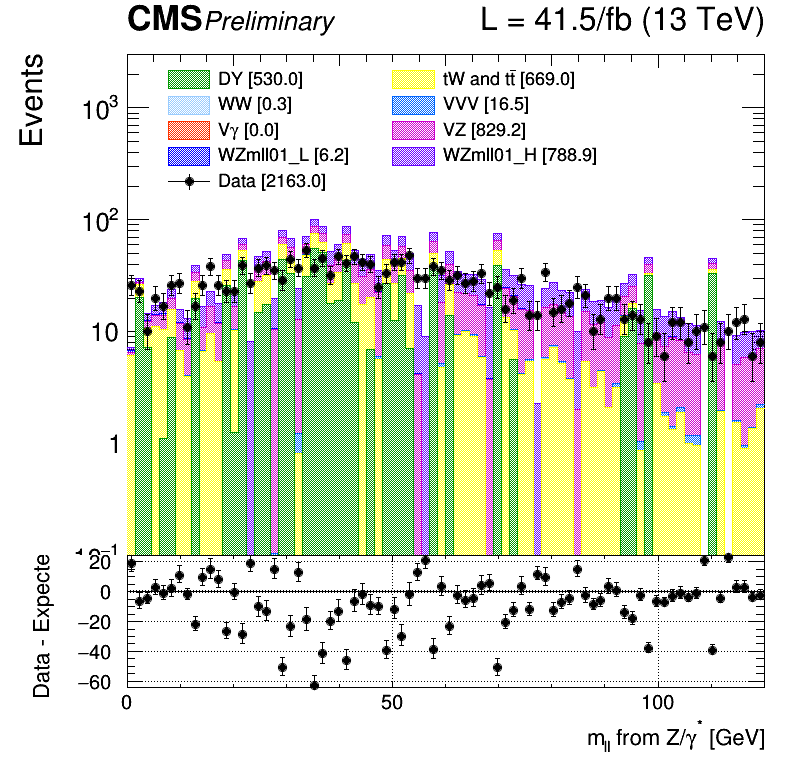 CMS Preliminary L = 41.5/fb (13 TeV)
Events
DY [530.0] tW and tt̄ [669.0]
WW [0.3] VVV [16.5]
Vγ [0.0] VZ [829.2]
WZmll01_L [6.2] WZmll01_H [788.9]
Data [2163.0]
10³
10²
10
1
Data - Expecte
20
0
−20
−40
−60
0 50 100
m_ll from Z/γ* [GeV]